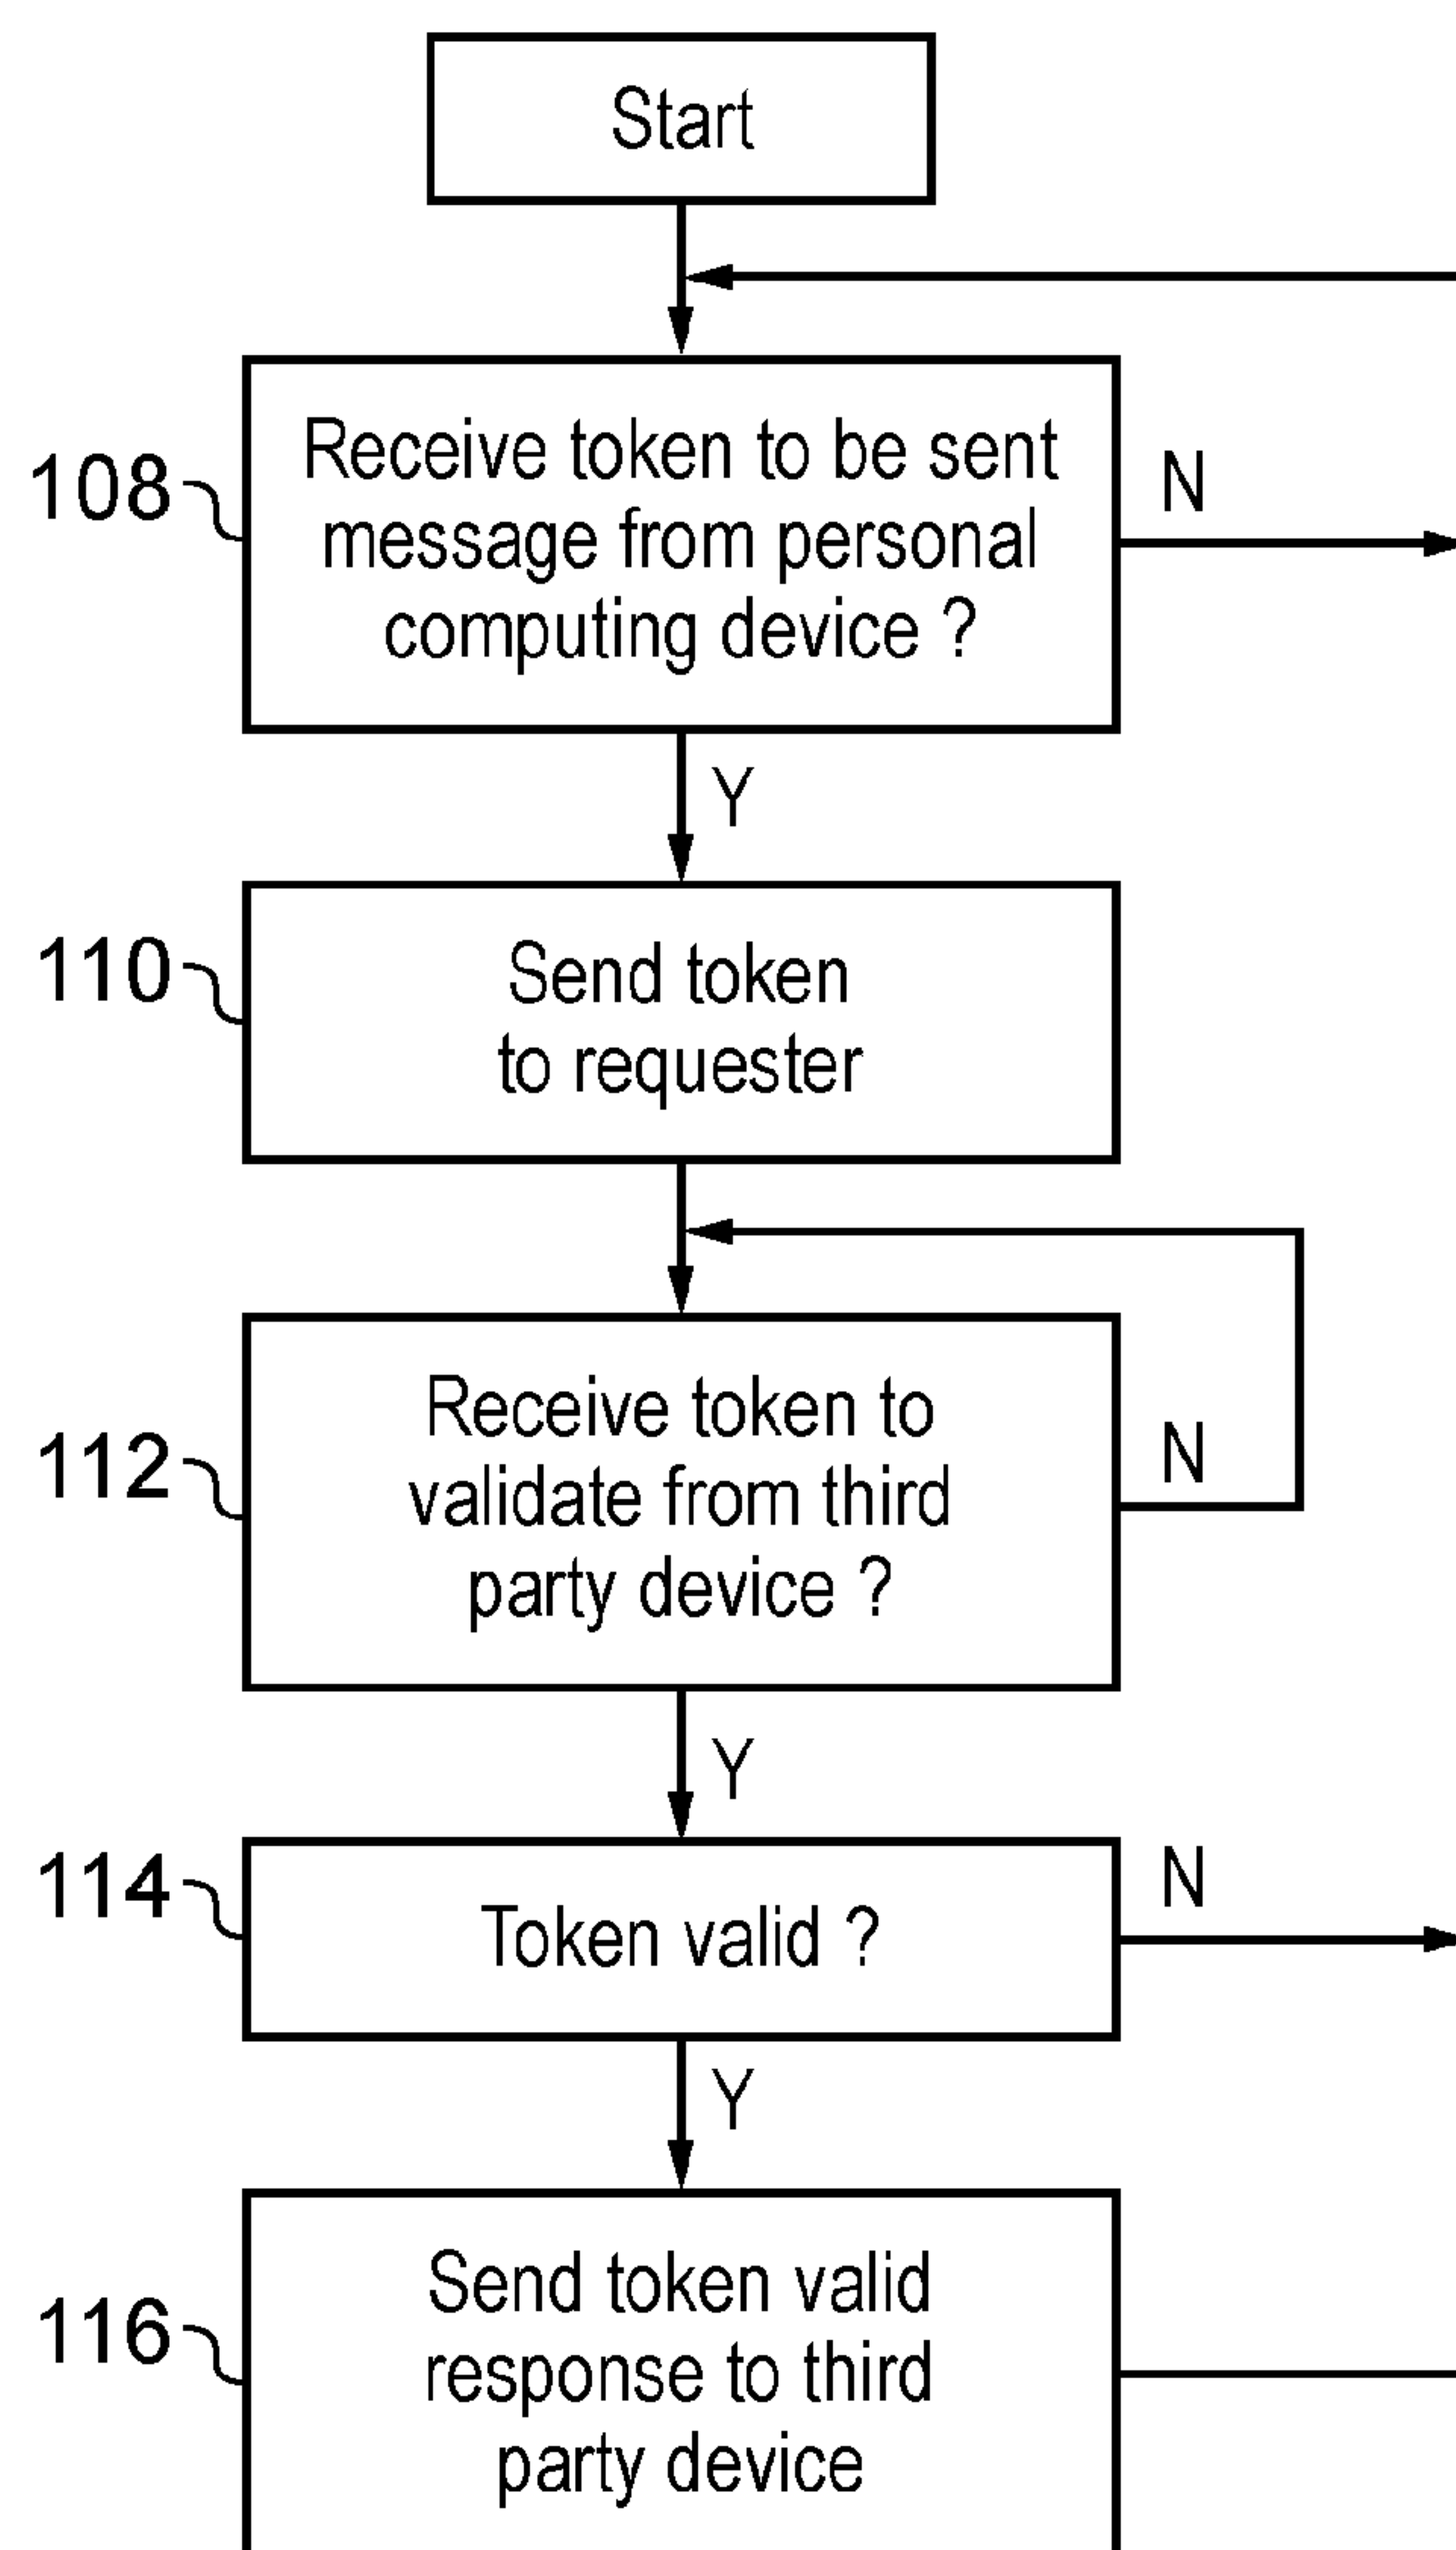 Start
108
Receive token to be sent
message from personal
computing device ?
N
Y
110
Send token
to requester
112
Receive token to
validate from third
party device ?
N
Y
114
Token valid ?
N
Y
116
Send token valid
response to third
party device